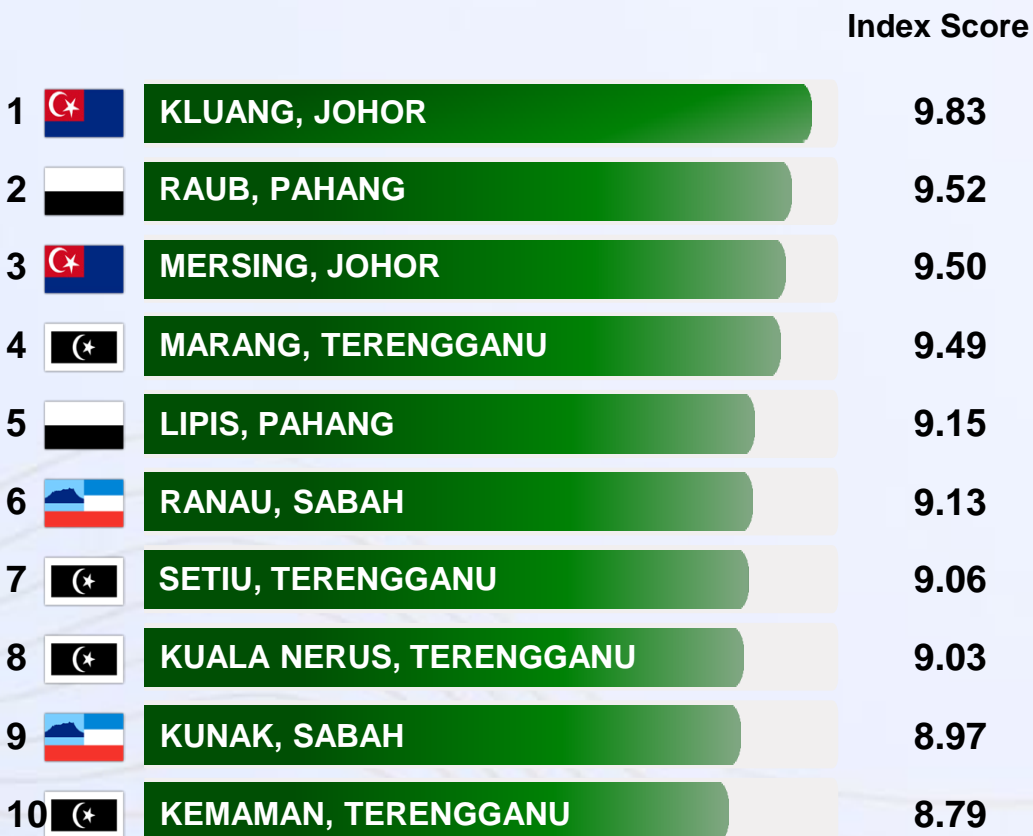 Index Score
1 KLUANG, JOHOR 9.83
2 RAUB, PAHANG 9.52
3 MERSING, JOHOR 9.50
4 MARANG, TERENGGANU 9.49
5 LIPIS, PAHANG 9.15
6 RANAU, SABAH 9.13
7 SETIU, TERENGGANU 9.06
8 KUALA NERUS, TERENGGANU 9.03
9 KUNAK, SABAH 8.97
10 KEMAMAN, TERENGGANU 8.79